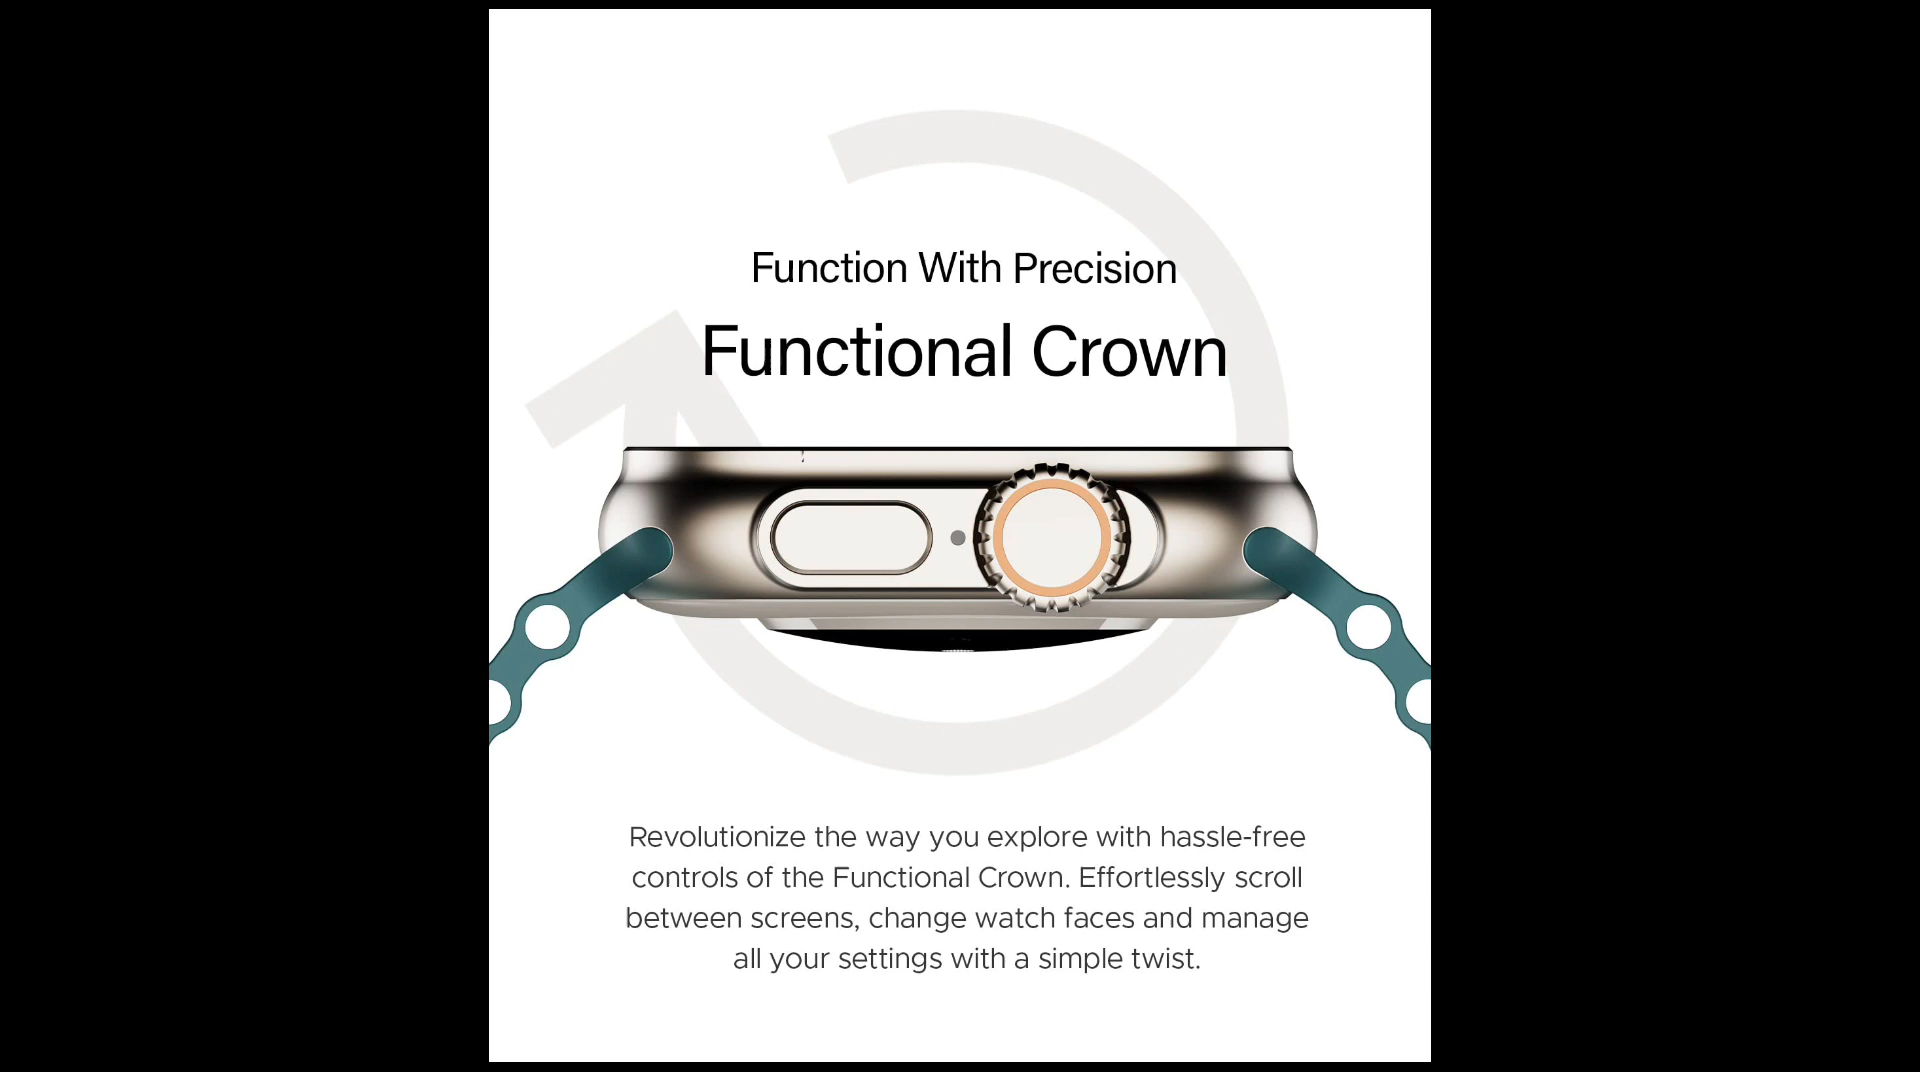 Function With Precision
Functional Crown
Revolutionize the way you explore with hassle-free
controls of the Functional Crown. Effortlessly scroll
between screens, change watch faces and manage
all your settings with a simple twist.